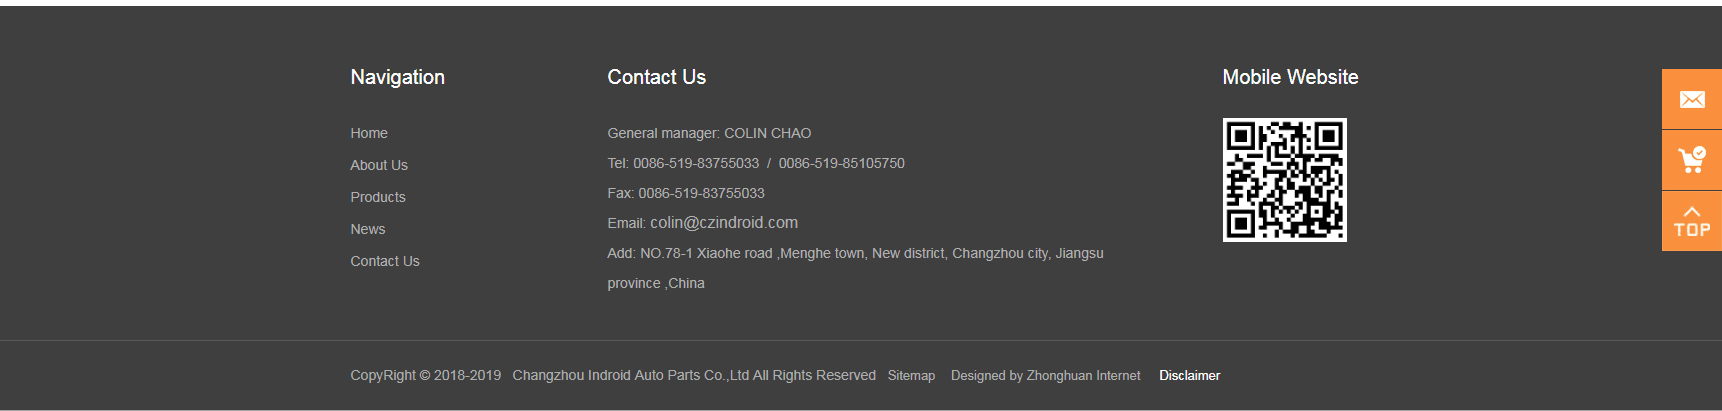 Navigation
Home
About Us
Products
News
Contact Us
Contact Us
General manager: COLIN CHAO
Tel: 0086-519-83755033 / 0086-519-85105750
Fax: 0086-519-83755033
Email: colin@czindroid.com
Add: NO.78-1 Xiaohe road ,Menghe town, New district, Changzhou city, Jiangsu
province ,China
Mobile Website
TOP
CopyRight © 2018-2019 Changzhou Indroid Auto Parts Co.,Ltd All Rights Reserved Sitemap Designed by Zhonghuan Internet Disclaimer